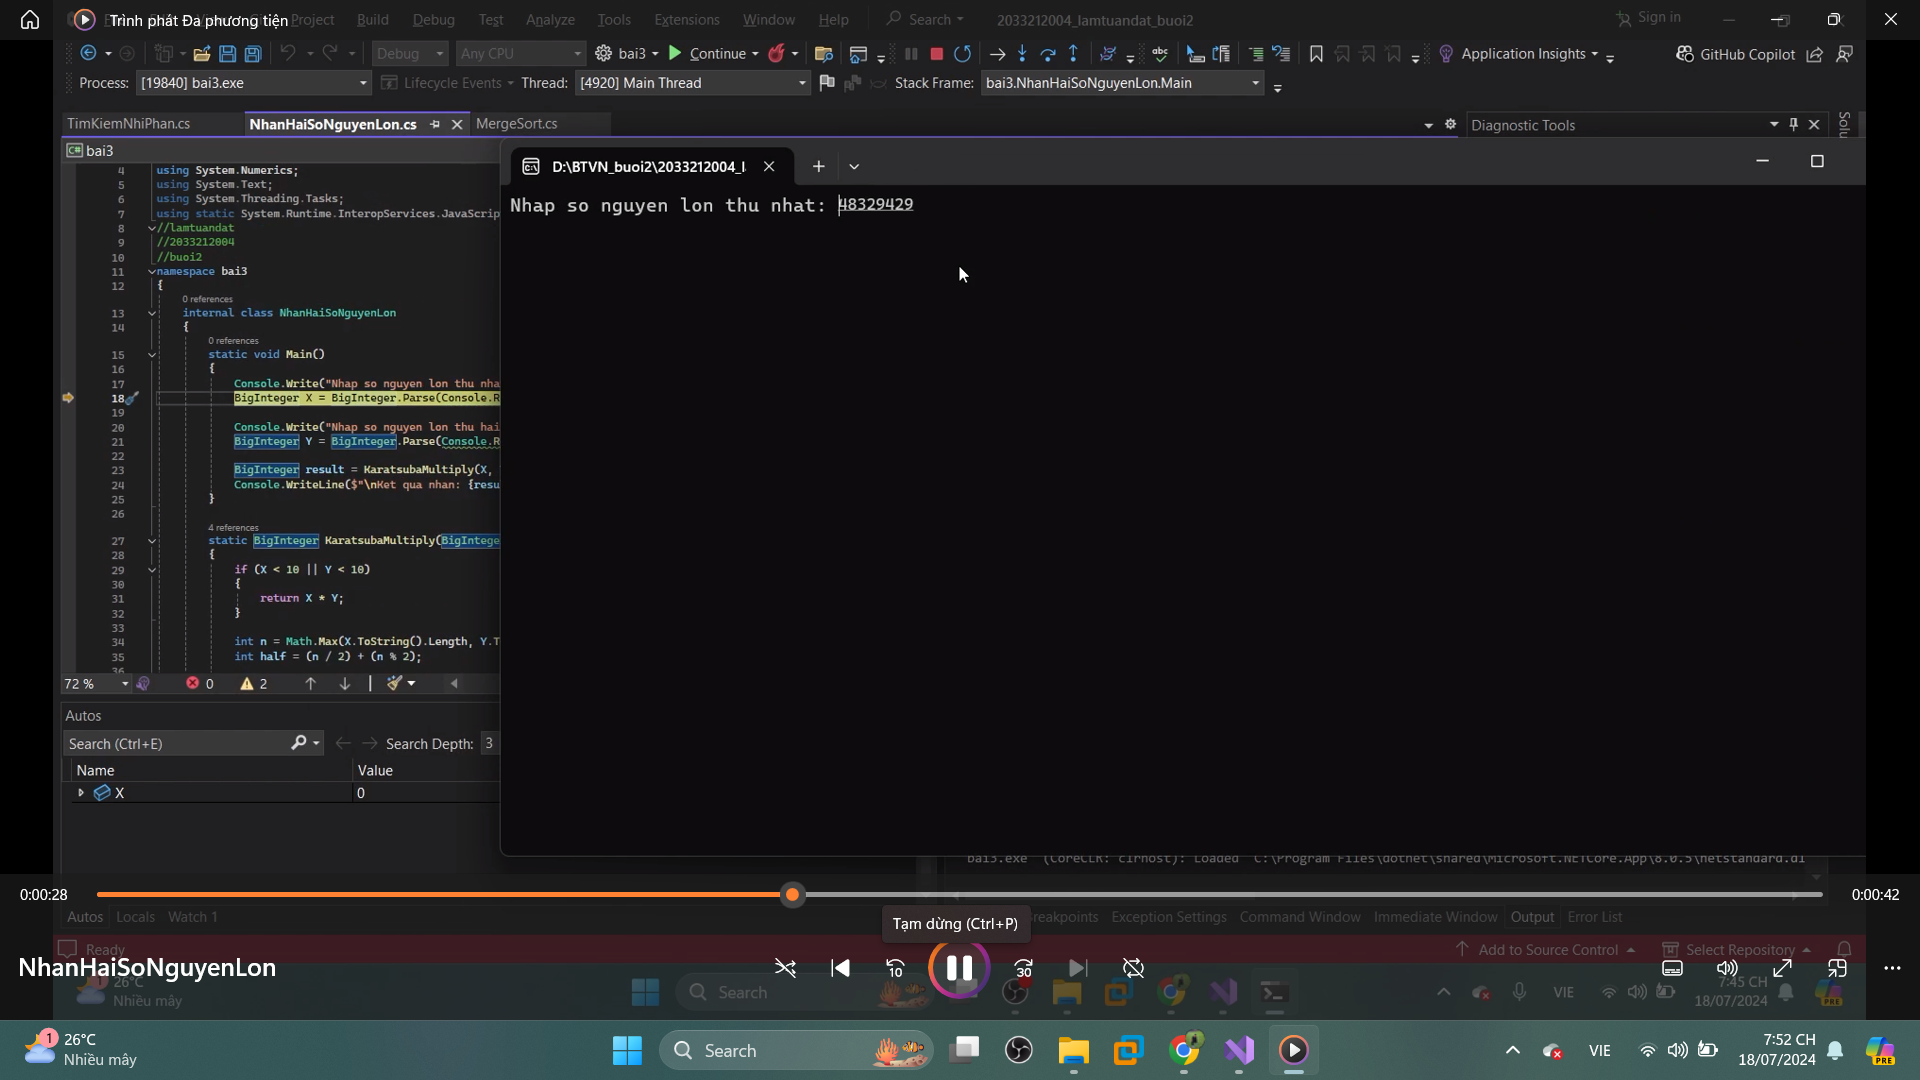 Trình phát Đa phương tiện
Project Build Debug Test Analyze Tools Extensions Window Help Search 2033212004_lamtuandat_buoi2 Sign in
Debug Any CPU bai3 Continue Application Insights GitHub Copilot
Process: [19840] bai3.exe Lifecycle Events Thread: [4920] Main Thread Stack Frame: bai3.NhanHaiSoNguyenLon.Main
TimKiemNhiPhan.cs NhanHaiSoNguyenLon.cs MergeSort.cs Diagnostic Tools
bai3
D:\BTVN_buoi2\2033212004_l
Nhap so nguyen lon thu nhat: 48329429
4 using System.Numerics;
5 using System.Text;
6 using System.Threading.Tasks;
7 using static System.Runtime.InteropServices.JavaScrip
8 //lamtuandat
9 //2033212004
10 //buoi2
11 namespace bai3
12 {
0 references
13 internal class NhanHaiSoNguyenLon
14 {
0 references
15 static void Main()
16 {
17 Console.Write("Nhap so nguyen lon thu nha
18 BigInteger X = BigInteger.Parse(Console.R
19
20 Console.Write("Nhap so nguyen lon thu hai
21 BigInteger Y = BigInteger.Parse(Console.R
22
23 BigInteger result = KaratsubaMultiply(X,
24 Console.WriteLine($"\nKet qua nhan: {resu
25 }
26
4 references
27 static BigInteger KaratsubaMultiply(BigIntege
28 {
29 if (X < 10 || Y < 10)
30 {
31 return X * Y;
32 }
33
34 int n = Math.Max(X.ToString().Length, Y.T
35 int half = (n / 2) + (n % 2);
36
72 % 0 2
Autos
Search (Ctrl+E) Search Depth: 3
Name Value
X 0
bai3.exe (CoreCLR: clrhost): Loaded C:\Program Files\dotnet\shared\Microsoft.NETCore.App\8.0.5\netstandard.dl
0:00:28 0:00:42
Autos Locals Watch 1 Breakpoints Exception Settings Command Window Immediate Window Output Error List
Tạm dừng (Ctrl+P)
Ready Add to Source Control Select Repository
NhanHaiSoNguyenLon 10 30
26°C
Nhiều mây Search VIE 7:45 CH
18/07/2024 PRE
1 26°C
Nhiều mây Search VIE 7:52 CH
18/07/2024 PRE